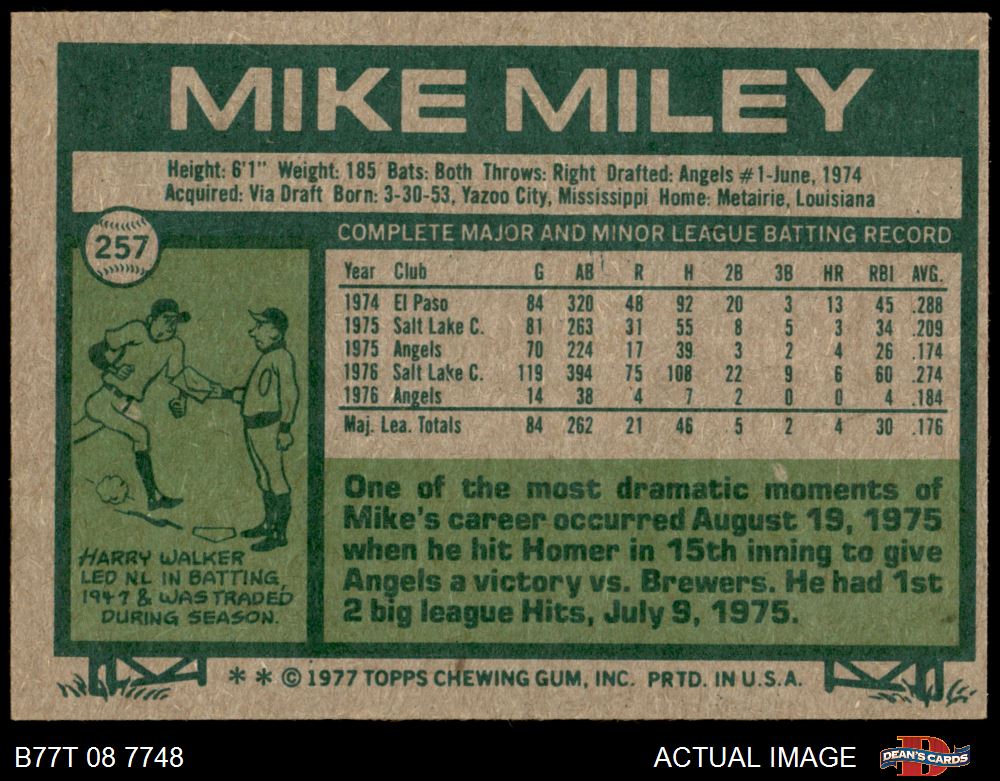 MIKE MILEY
Height: 6'1" Weight: 185 Bats: Both Throws: Right Drafted: Angels #1-June, 1974
Acquired: Via Draft Born: 3-30-53, Yazoo City, Mississippi Home: Metairie, Louisiana
257
COMPLETE MAJOR AND MINOR LEAGUE BATTING RECORD
Year Club G AB R H 2B 3B HR RBI AVG.
1974 El Paso 84 320 48 92 20 3 13 45 .288
1975 Salt Lake C. 81 263 31 55 8 5 3 34 .209
1975 Angels 70 224 17 39 3 2 4 26 .174
1976 Salt Lake C. 119 394 75 108 22 9 6 60 .274
1976 Angels 14 38 4 7 2 0 0 4 .184
Maj. Lea. Totals 84 262 21 46 5 2 4 30 .176
HARRY WALKER
LED NL IN BATTING,
1947 & WAS TRADED
DURING SEASON.
One of the most dramatic moments of
Mike's career occurred August 19, 1975
when he hit Homer in 15th inning to give
Angels a victory vs. Brewers. He had 1st
2 big league Hits, July 9, 1975.
* * © 1977 TOPPS CHEWING GUM, INC. PRTD. IN U.S.A.
B77T 08 7748
ACTUAL IMAGE
DEAN'S CARDS